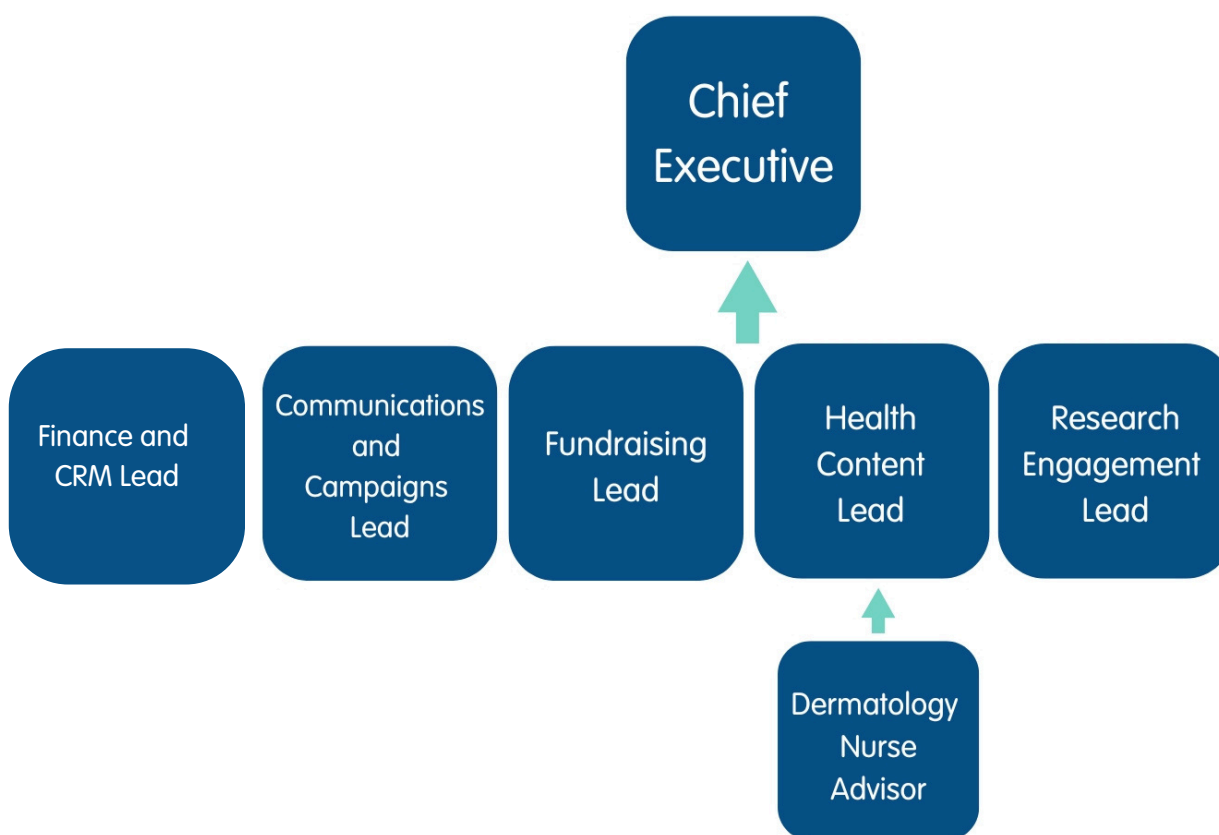 Chief
Executive
Finance and
CRM Lead
Communications
and
Campaigns
Lead
Fundraising
Lead
Health
Content
Lead
Research
Engagement
Lead
Dermatology
Nurse
Advisor